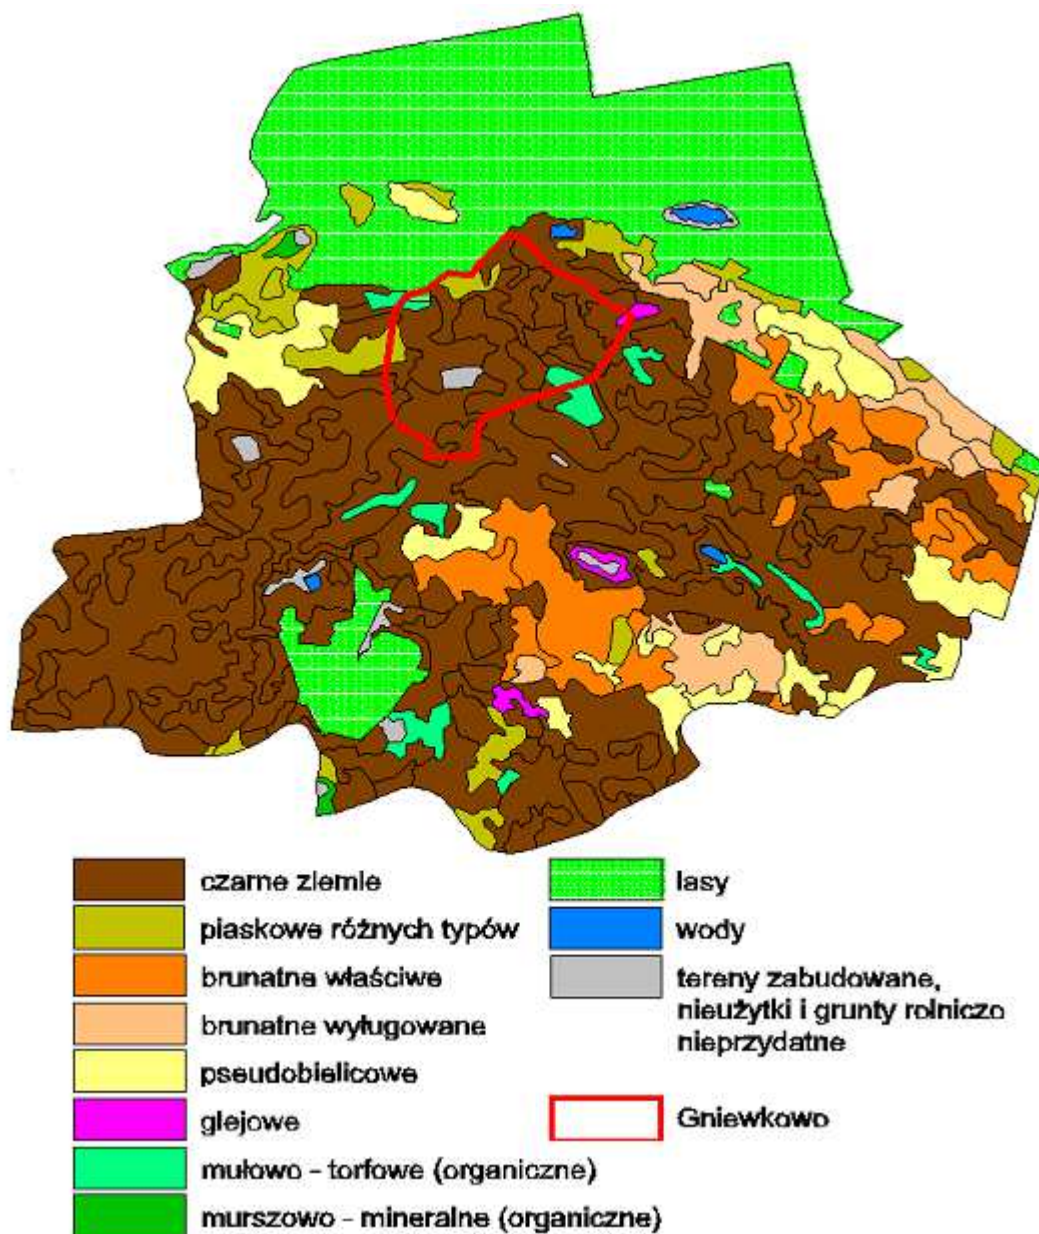 czarne ziemie
piaskowe różnych typów
brunatne właściwe
brunatne wyługowane
pseudobielicowe
glejowe
mułowo - torfowe (organiczne)
murszowo - mineralne (organiczne)
lasy
wody
tereny zabudowane,
nieużytki i grunty rolniczo
nieprzydatne
Gniewkowo